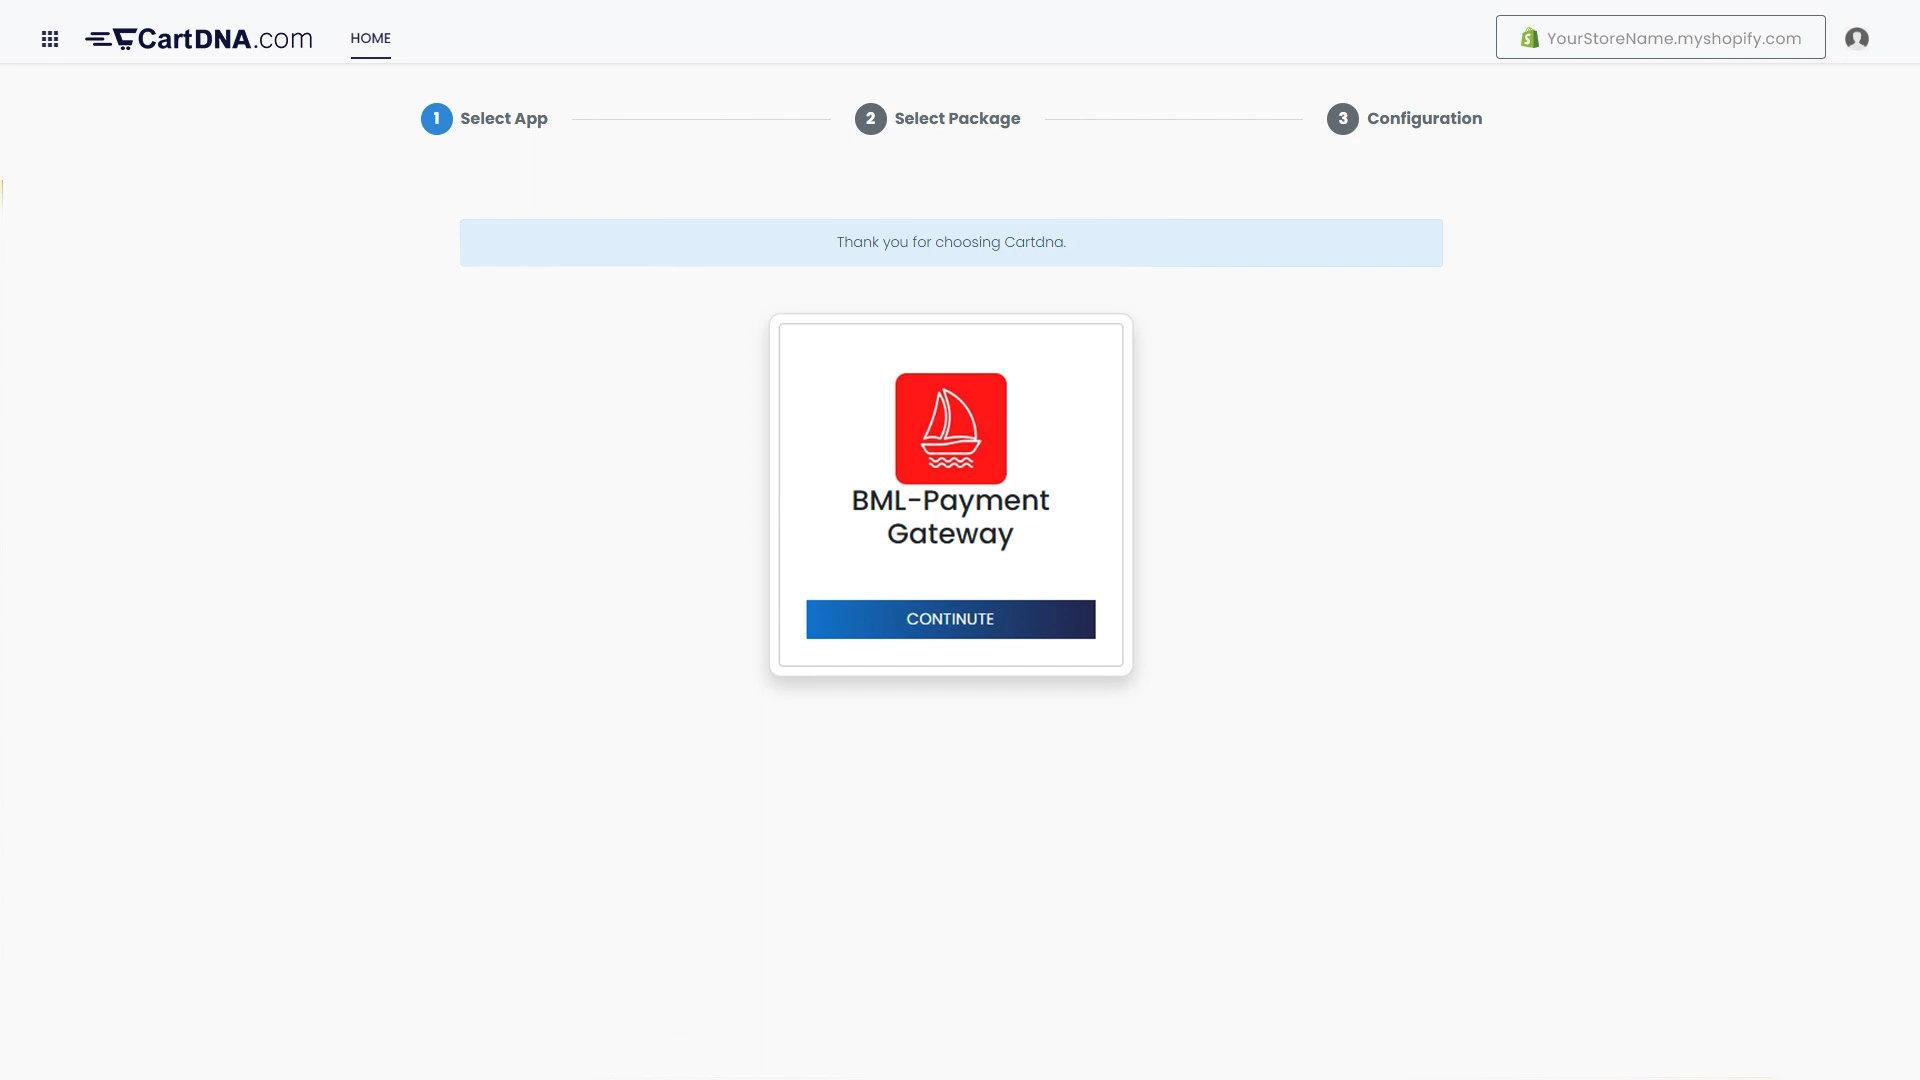 CartDNA.com
HOME
YourStoreName.myshopify.com
1 Select App
2 Select Package
3 Configuration
Thank you for choosing Cartdna.
BML-Payment
Gateway
CONTINUTE